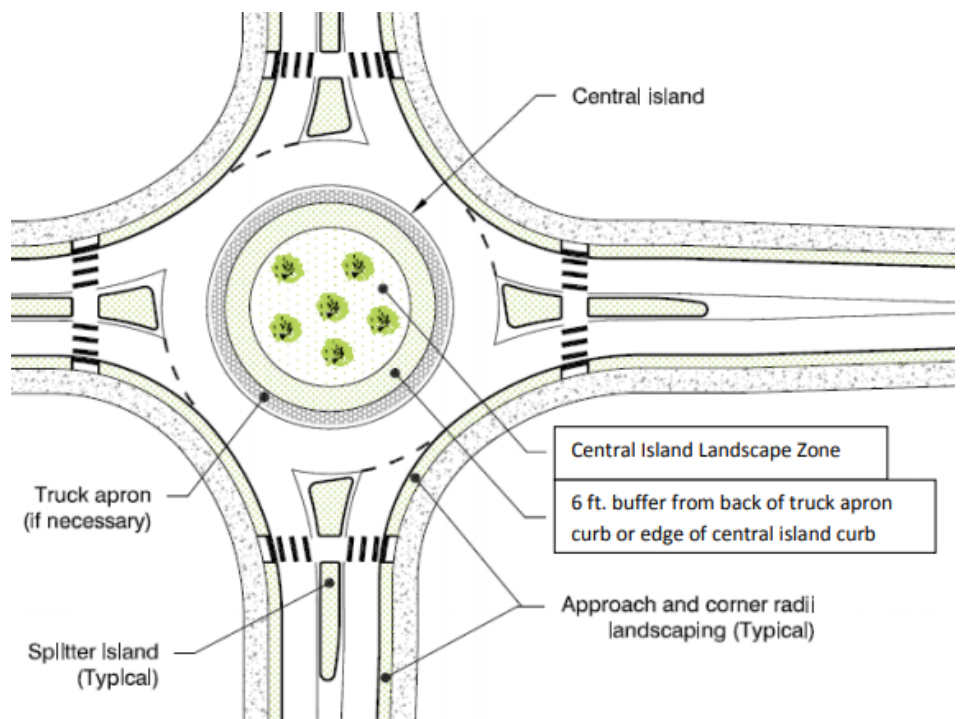 Central island
Central Island Landscape Zone
6 ft. buffer from back of truck apron
curb or edge of central island curb
Truck apron
(if necessary)
Approach and corner radii
landscaping (Typical)
Splitter Island
(Typical)